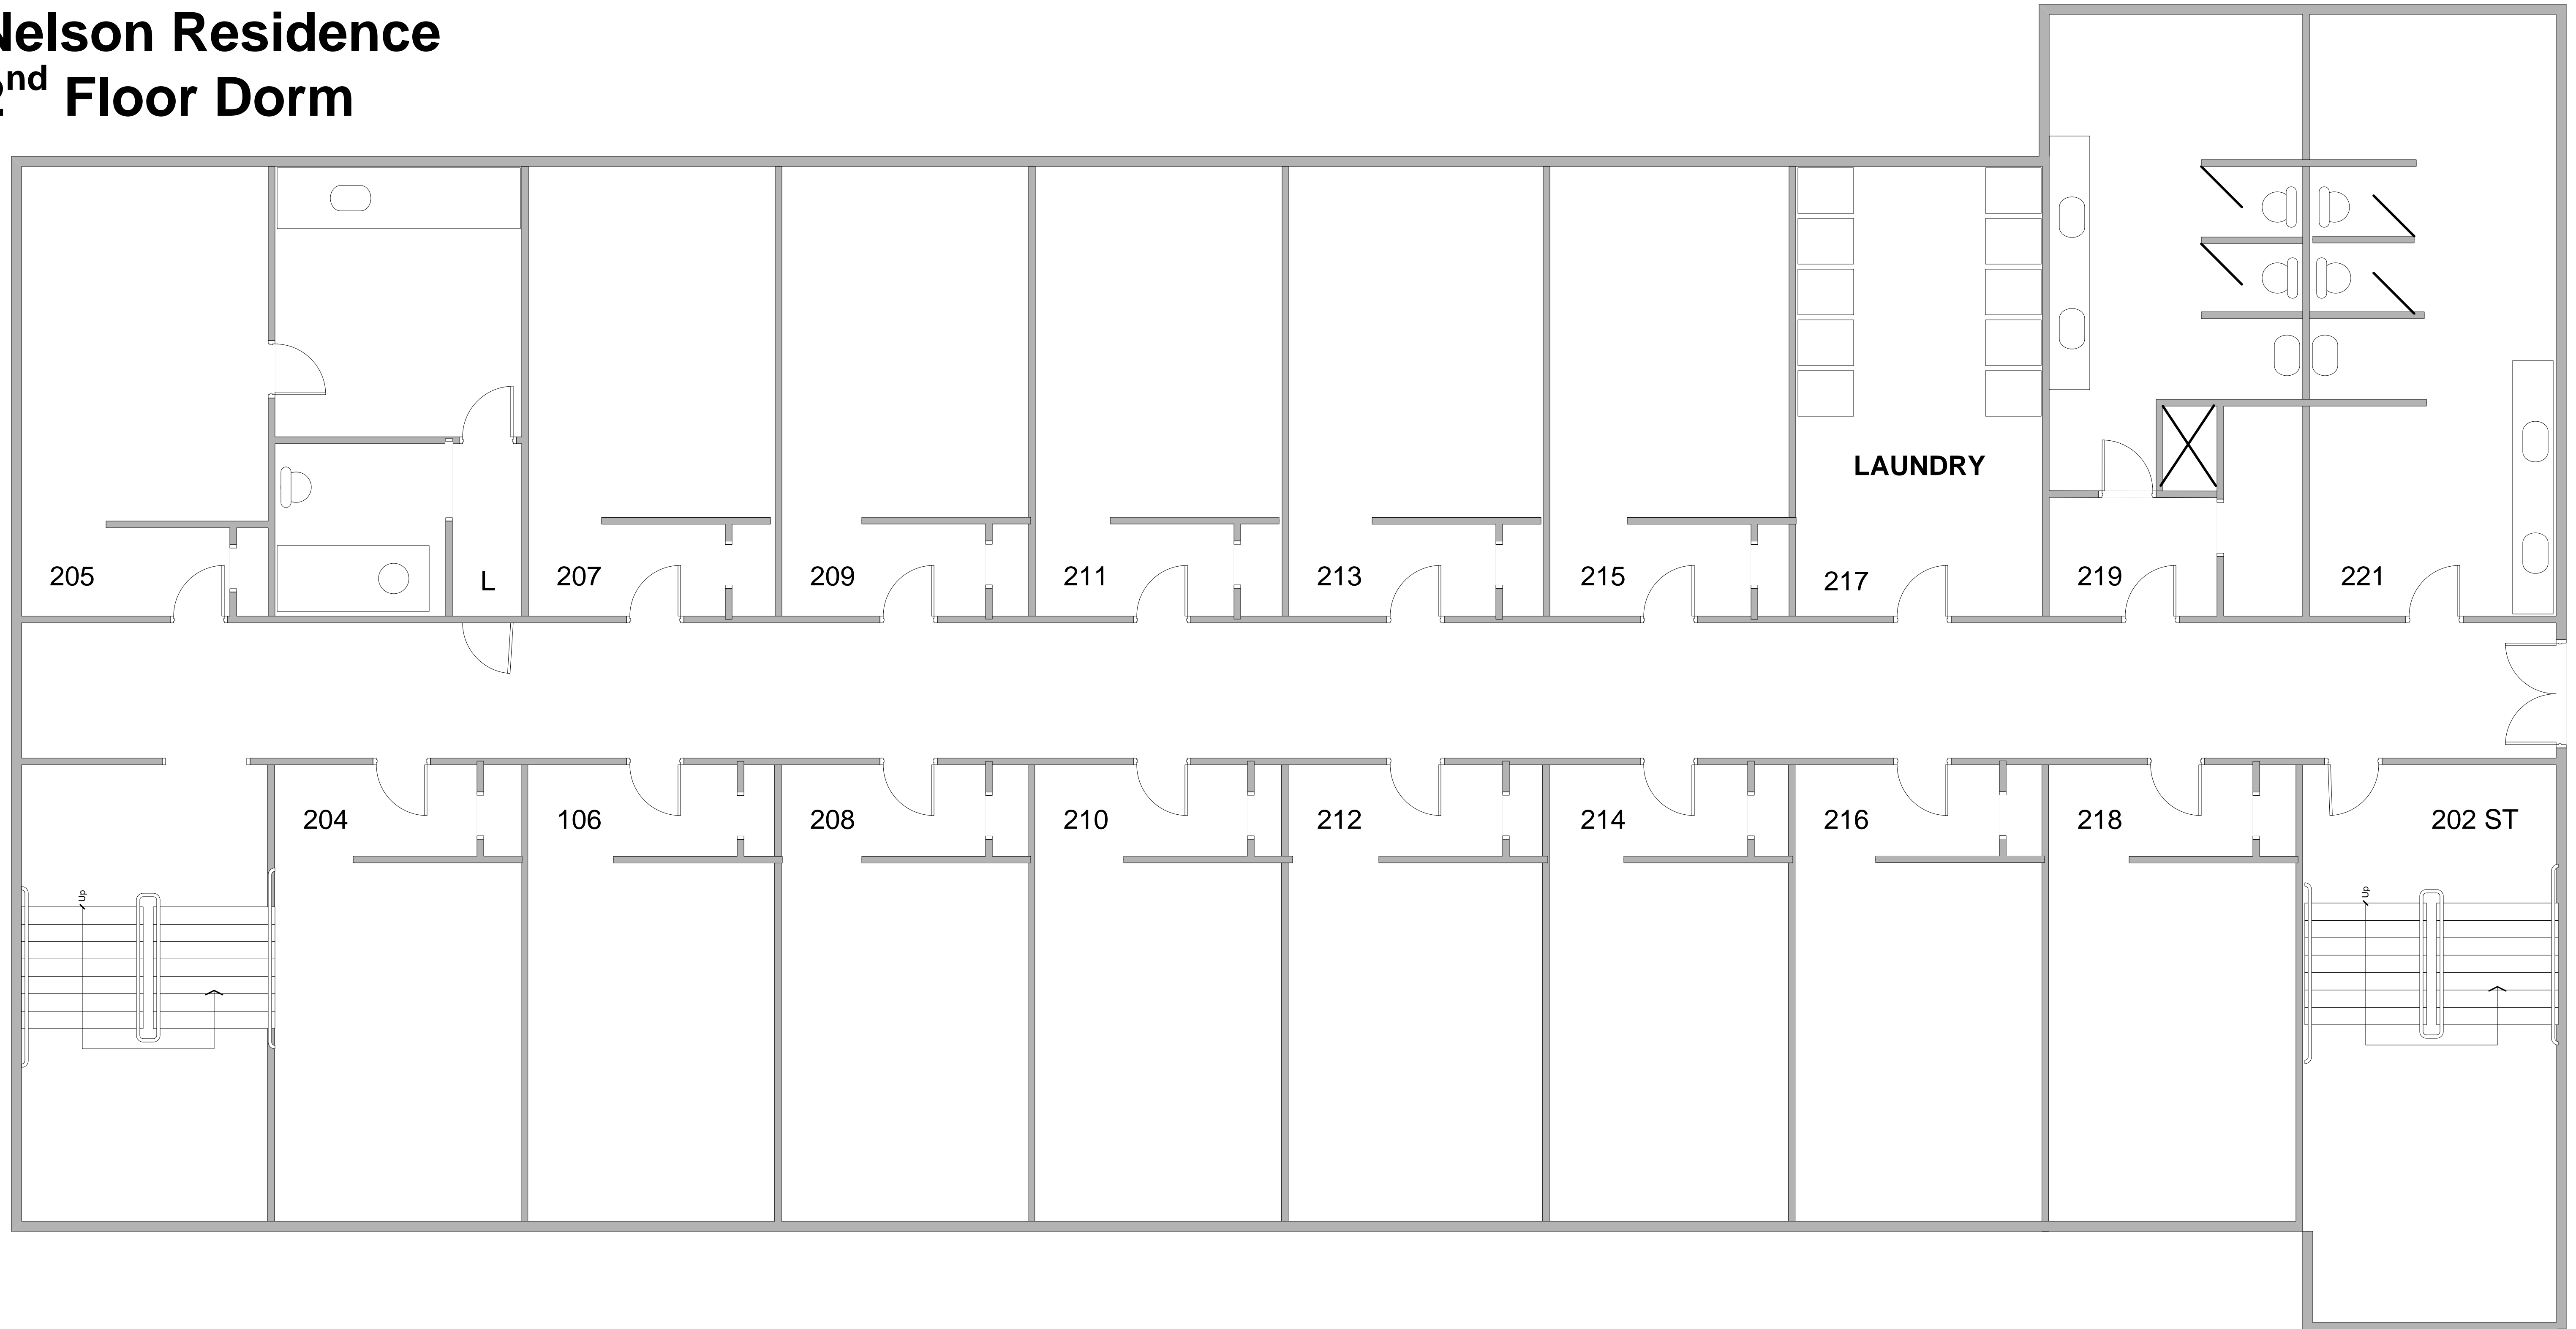 Nelson Residence
2nd Floor Dorm
LAUNDRY
205
L
207
209
211
213
215
217
219
221
204
106
208
210
212
214
216
218
202 ST
Up
Up